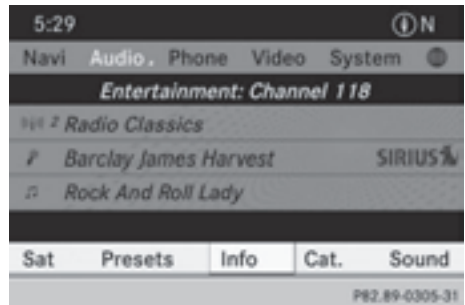 5:29 N
Navi Audio. Phone Video System
Entertainment: Channel 118
2 Radio Classics
Barclay James Harvest SIRIUS
Rock And Roll Lady
Sat Presets Info Cat. Sound
P82.89-0305-31